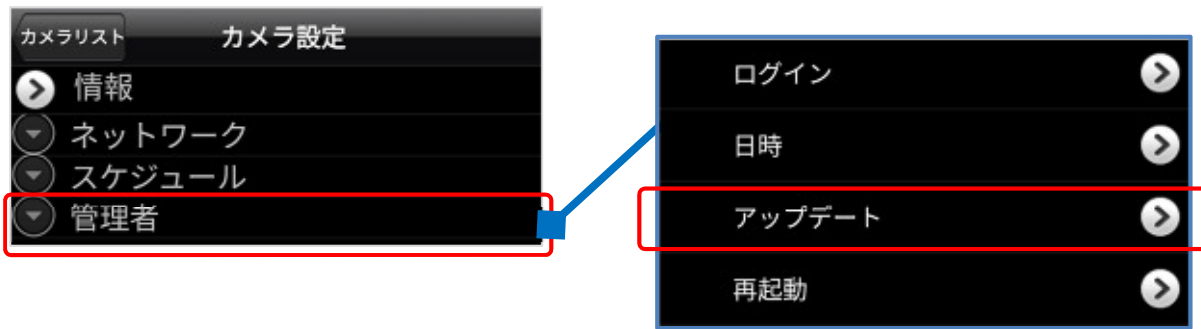 カメラリスト
カメラ設定
情報
ネットワーク
スケジュール
管理者
ログイン
日時
アップデート
再起動